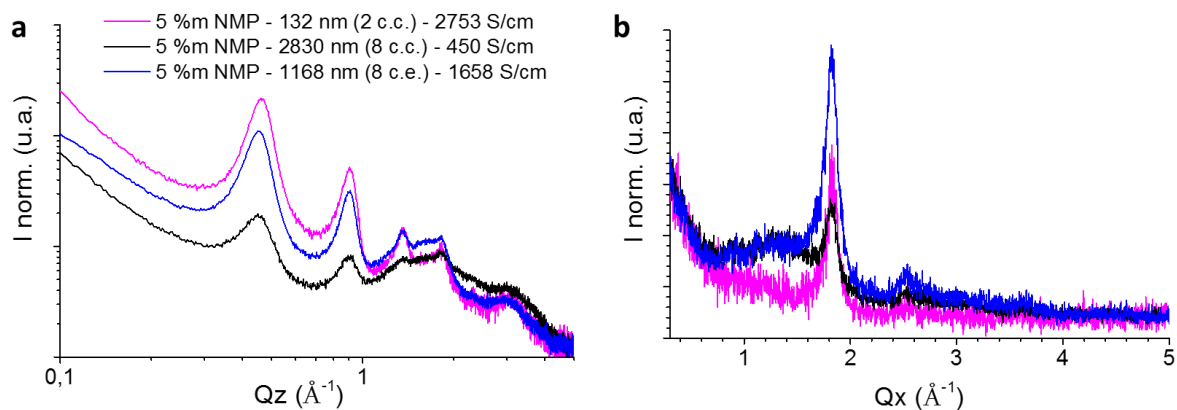 a
5 %m NMP - 132 nm (2 c.c.) - 2753 S/cm
5 %m NMP - 2830 nm (8 c.c.) - 450 S/cm
5 %m NMP - 1168 nm (8 c.e.) - 1658 S/cm
I norm. (u.a.)
0,1
1
Qz (Å⁻¹)
b
I norm. (u.a.)
1
2
3
4
5
Qx (Å⁻¹)